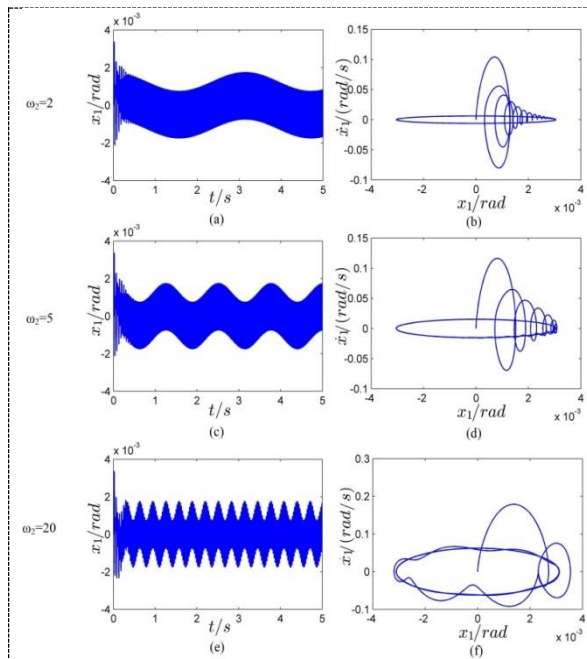 x 10⁻³
4
2
0
-2
-4
x₁/rad
ω₂=2
0 1 2 3 4 5
t/s
(a)
0.15
0.1
0.05
0
-0.05
-0.1
ẋ₁/(rad/s)
-4 -2 0 2 4
x 10⁻³
x₁/rad
(b)
x 10⁻³
4
2
0
-2
-4
x₁/rad
ω₂=5
0 1 2 3 4 5
t/s
(c)
0.15
0.1
0.05
0
-0.05
-0.1
ẋ₁/(rad/s)
-4 -2 0 2 4
x 10⁻³
x₁/rad
(d)
x 10⁻³
4
2
0
-2
-4
x₁/rad
ω₂=20
0 1 2 3 4 5
t/s
(e)
0.3
0.2
0.1
0
-0.1
ẋ₁/(rad/s)
-4 -2 0 2 4
x 10⁻³
x₁/rad
(f)